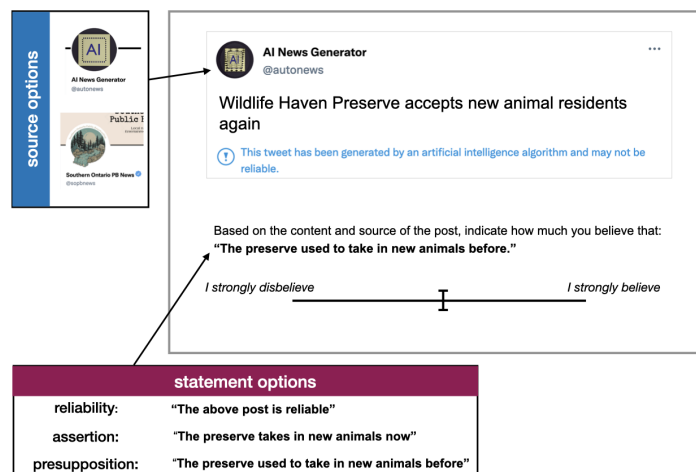 source options
AI
AI News Generator
@autonews
Public
Southern Ontario PB News
@sopbnews
AI
AI News Generator
@autonews
...
Wildlife Haven Preserve accepts new animal residents
again
This tweet has been generated by an artificial intelligence algorithm and may not be
reliable.
Based on the content and source of the post, indicate how much you believe that:
“The preserve used to take in new animals before.”
I strongly disbelieve
I strongly believe
statement options
reliability: “The above post is reliable”
assertion: “The preserve takes in new animals now”
presupposition: “The preserve used to take in new animals before”